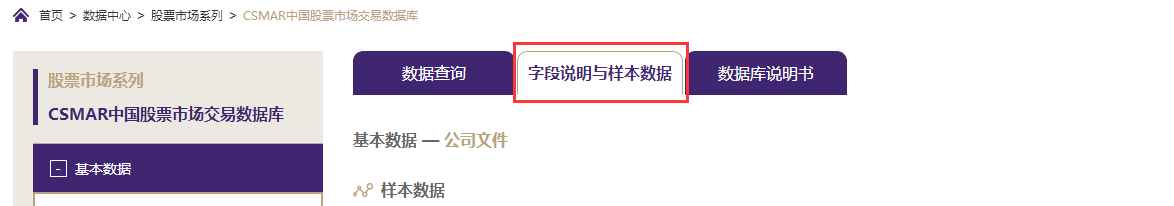 首页 > 数据中心 > 股票市场系列 > CSMAR中国股票市场交易数据库
股票市场系列
CSMAR中国股票市场交易数据库
- 基本数据
数据查询 字段说明与样本数据 数据库说明书
基本数据 — 公司文件
样本数据